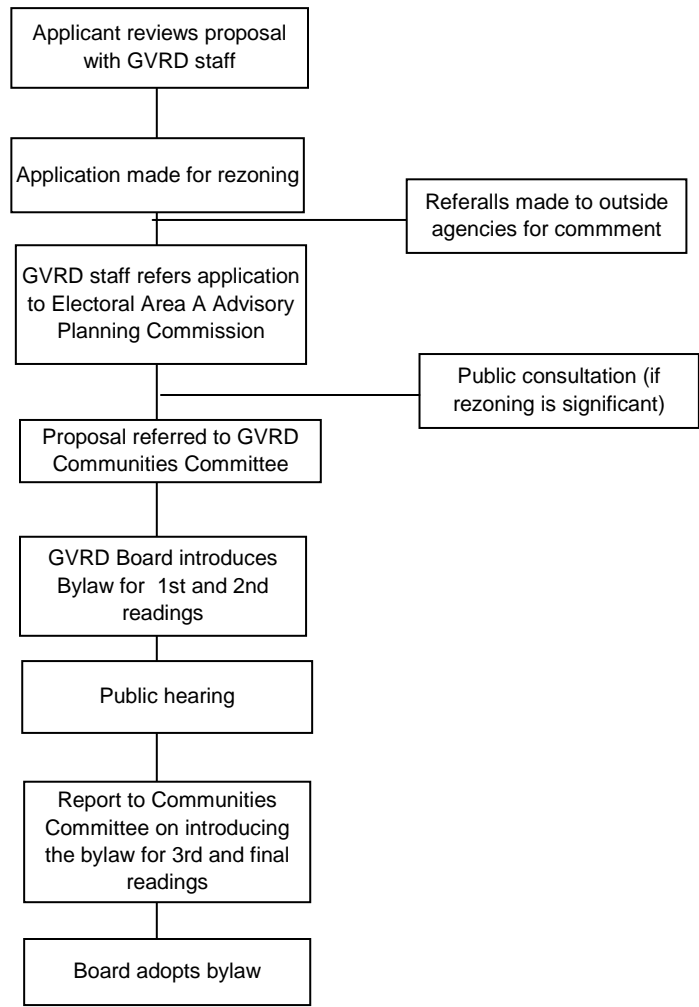 Applicant reviews proposal
with GVRD staff
Application made for rezoning
Referalls made to outside
agencies for commment
GVRD staff refers application
to Electoral Area A Advisory
Planning Commission
Public consultation (if
rezoning is significant)
Proposal referred to GVRD
Communities Committee
GVRD Board introduces
Bylaw for 1st and 2nd
readings
Public hearing
Report to Communities
Committee on introducing
the bylaw for 3rd and final
readings
Board adopts bylaw